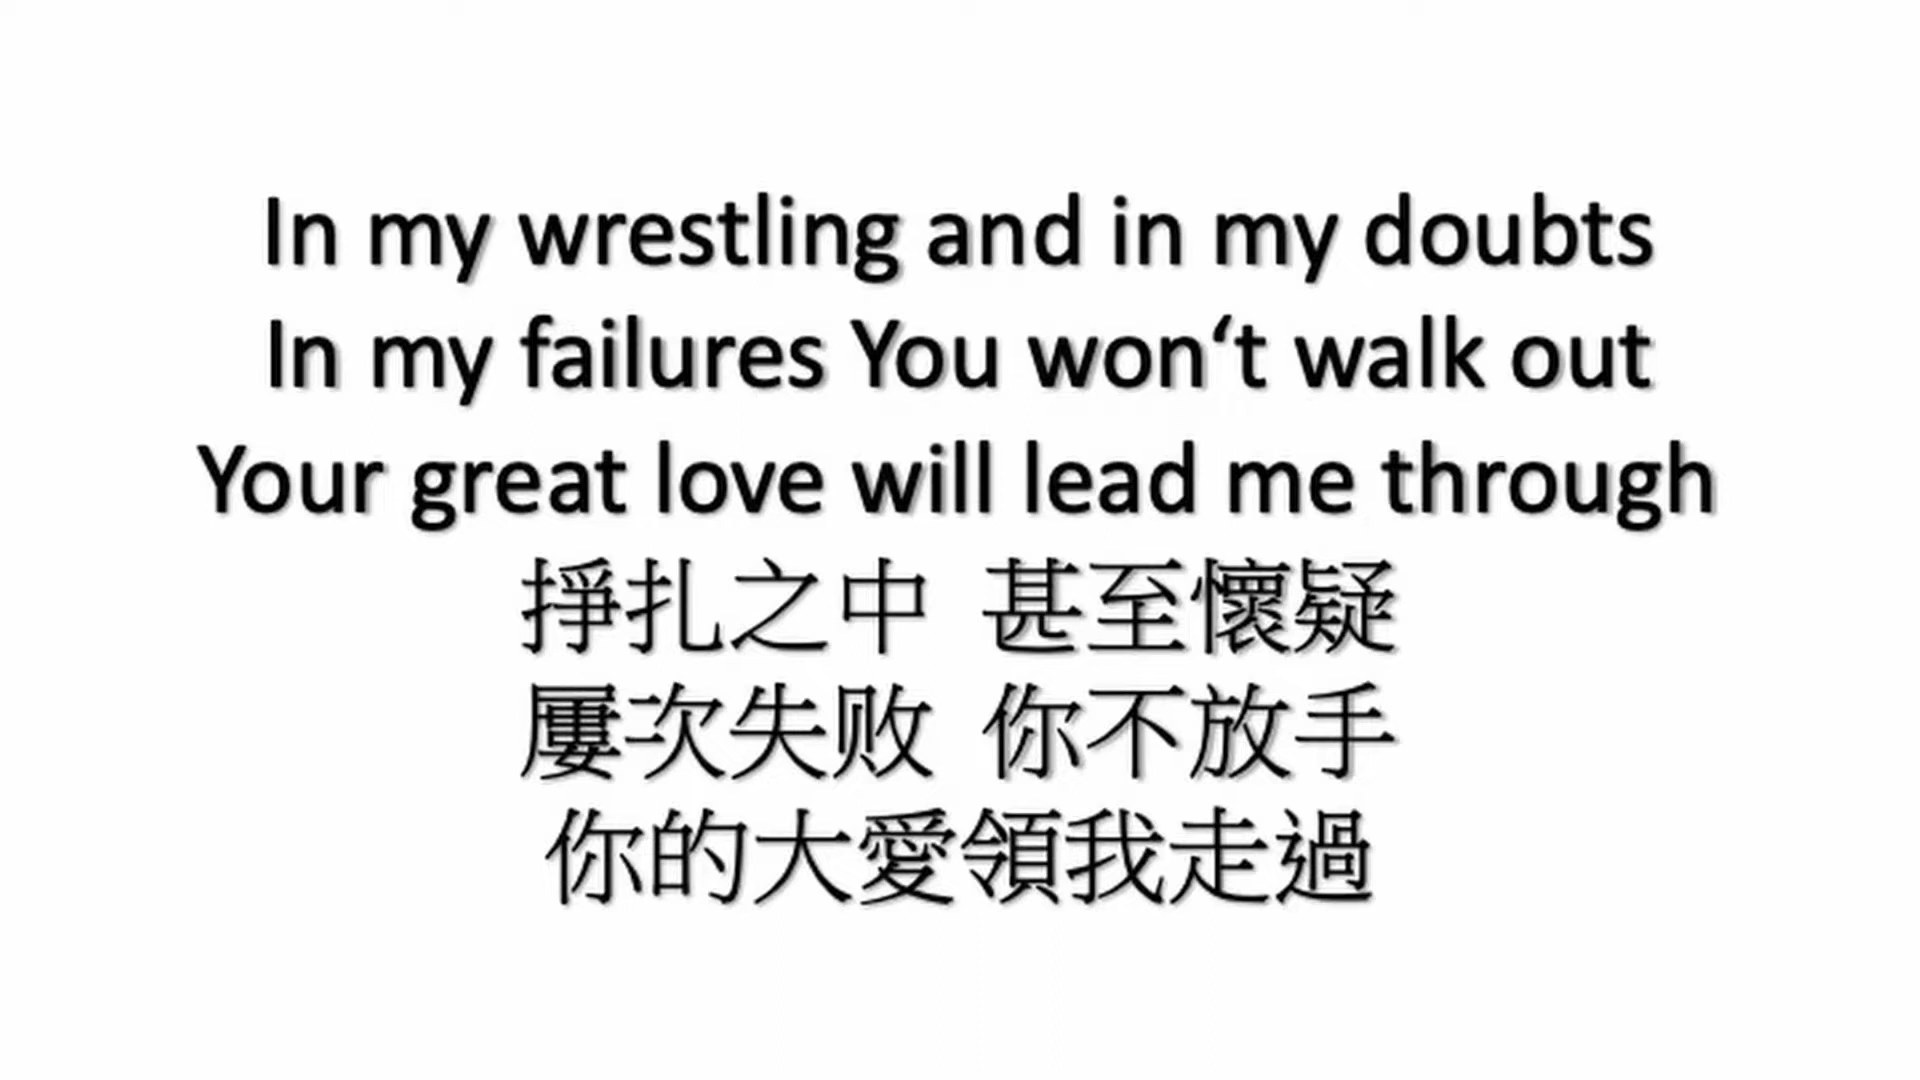 In my wrestling and in my doubts
In my failures You won‘t walk out
Your great love will lead me through
掙扎之中 甚至懷疑
屢次失败 你不放手
你的大愛領我走過